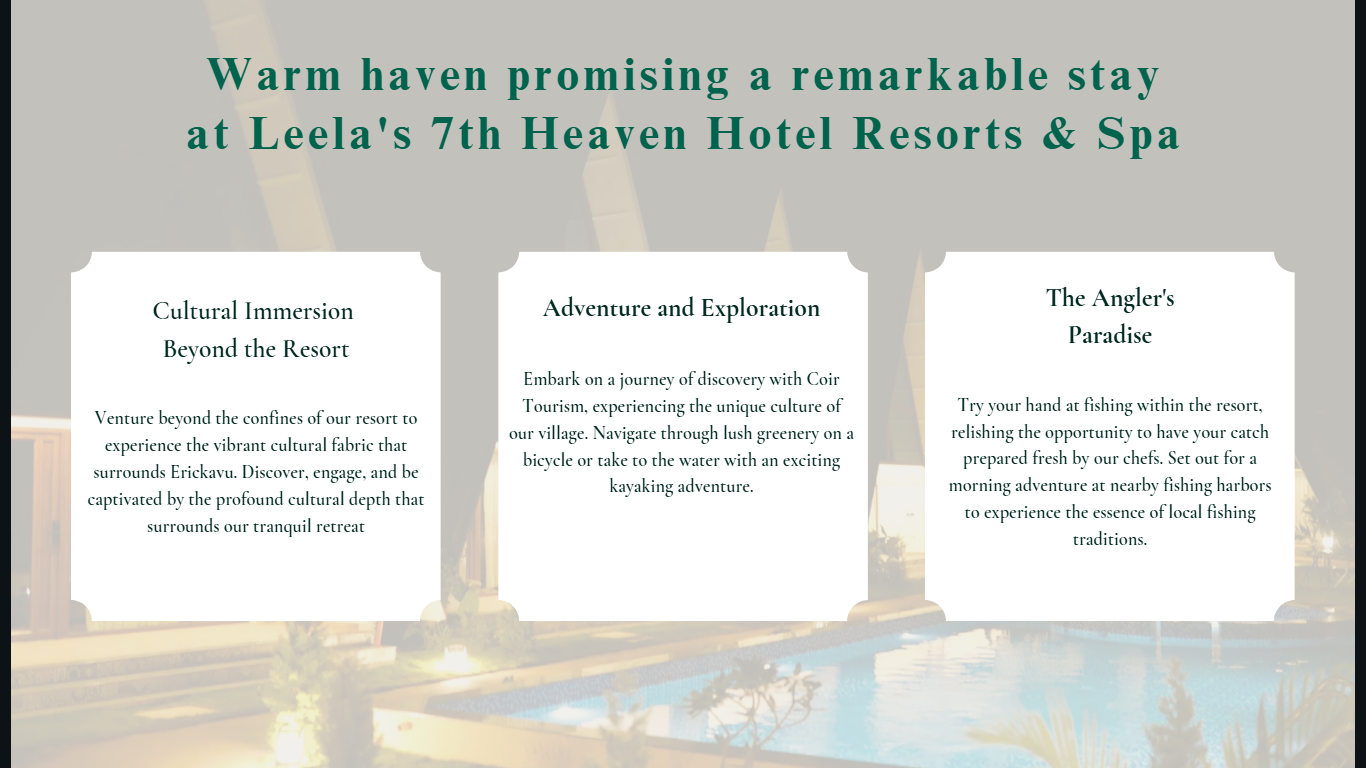 Warm haven promising a remarkable stay
at Leela's 7th Heaven Hotel Resorts & Spa
Cultural Immersion
Beyond the Resort
Venture beyond the confines of our resort to
experience the vibrant cultural fabric that
surrounds Erickavu. Discover, engage, and be
captivated by the profound cultural depth that
surrounds our tranquil retreat
Adventure and Exploration
Embark on a journey of discovery with Coir
Tourism, experiencing the unique culture of
our village. Navigate through lush greenery on a
bicycle or take to the water with an exciting
kayaking adventure.
The Angler's
Paradise
Try your hand at fishing within the resort,
relishing the opportunity to have your catch
prepared fresh by our chefs. Set out for a
morning adventure at nearby fishing harbors
to experience the essence of local fishing
traditions.